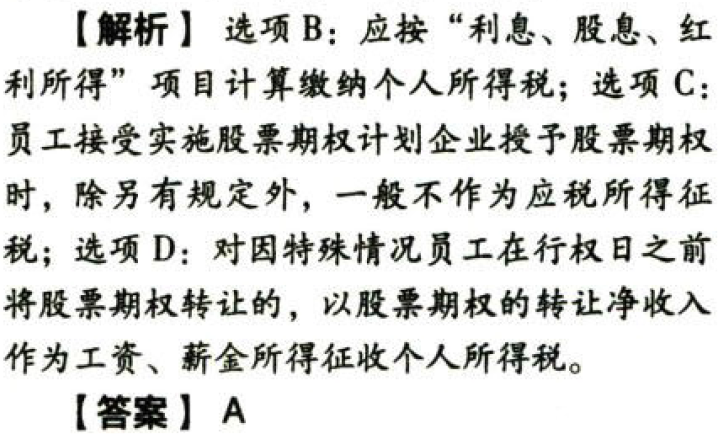 【解析】 选项 B：应按“利息、股息、红
利所得”项目计算缴纳个人所得税；选项 C：
员工接受实施股票期权计划企业授予股票期权
时，除另有规定外，一般不作为应税所得征
税；选项 D：对因特殊情况员工在行权日之前
将股票期权转让的，以股票期权的转让净收入
作为工资、薪金所得征收个人所得税。
【答案】 A